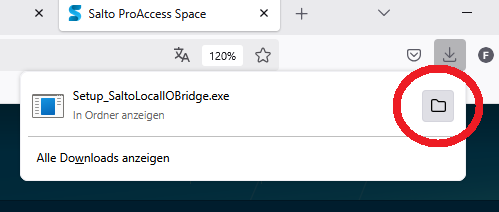 Salto ProAccess Space
120%
F
Setup_SaltoLocalIOBridge.exe
In Ordner anzeigen
Alle Downloads anzeigen